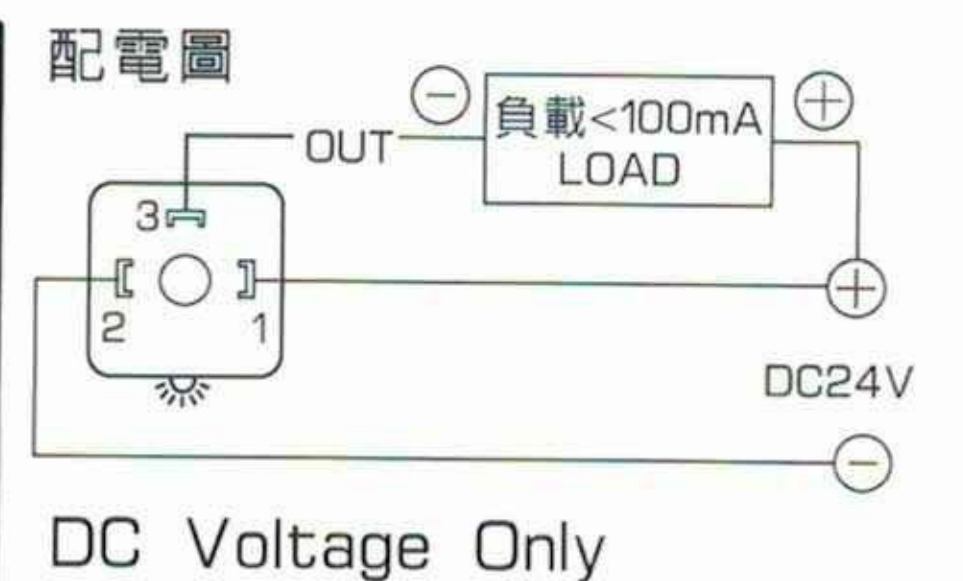 配電圖
⊖ 負載<100mA ⊕
OUT LOAD
3
2 1 ⊕
DC24V
⊖
DC Voltage Only